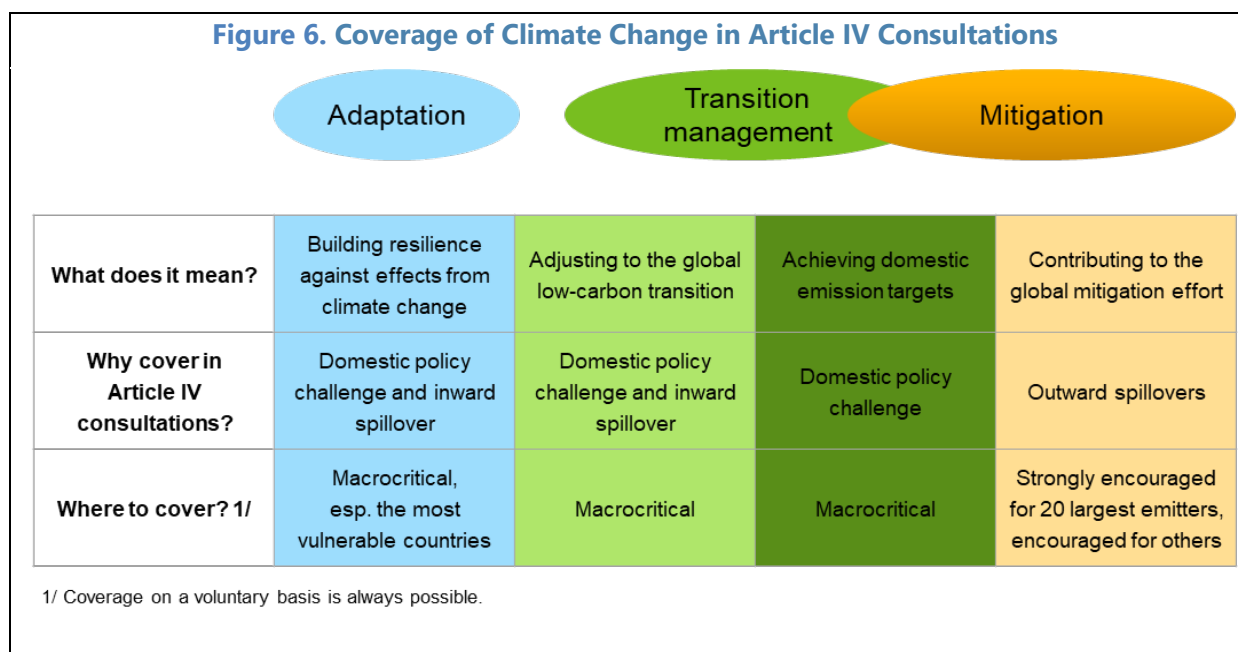 Figure 6. Coverage of Climate Change in Article IV Consultations
Adaptation
Transition
management
Mitigation
What does it mean?
Building resilience
against effects from
climate change
Adjusting to the global
low-carbon transition
Achieving domestic
emission targets
Contributing to the
global mitigation effort
Why cover in
Article IV
consultations?
Domestic policy
challenge and inward
spillover
Domestic policy
challenge and inward
spillover
Domestic policy
challenge
Outward spillovers
Where to cover? 1/
Macrocritical,
esp. the most
vulnerable countries
Macrocritical
Macrocritical
Strongly encouraged
for 20 largest emitters,
encouraged for others
1/ Coverage on a voluntary basis is always possible.